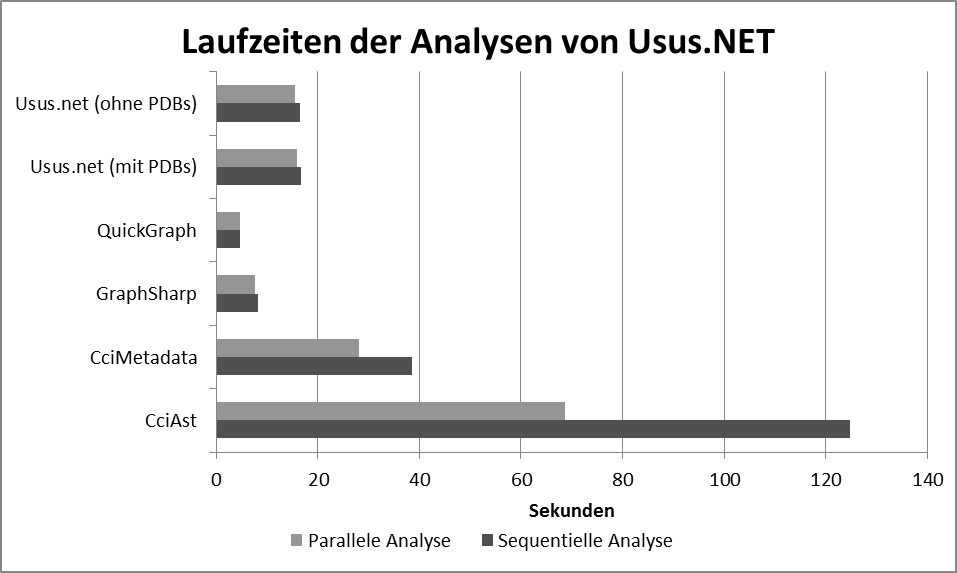 Laufzeiten der Analysen von Usus.NET
Usus.net (ohne PDBs)
Usus.net (mit PDBs)
QuickGraph
GraphSharp
CciMetadata
CciAst
0 20 40 60 80 100 120 140
Sekunden
Parallele Analyse Sequentielle Analyse